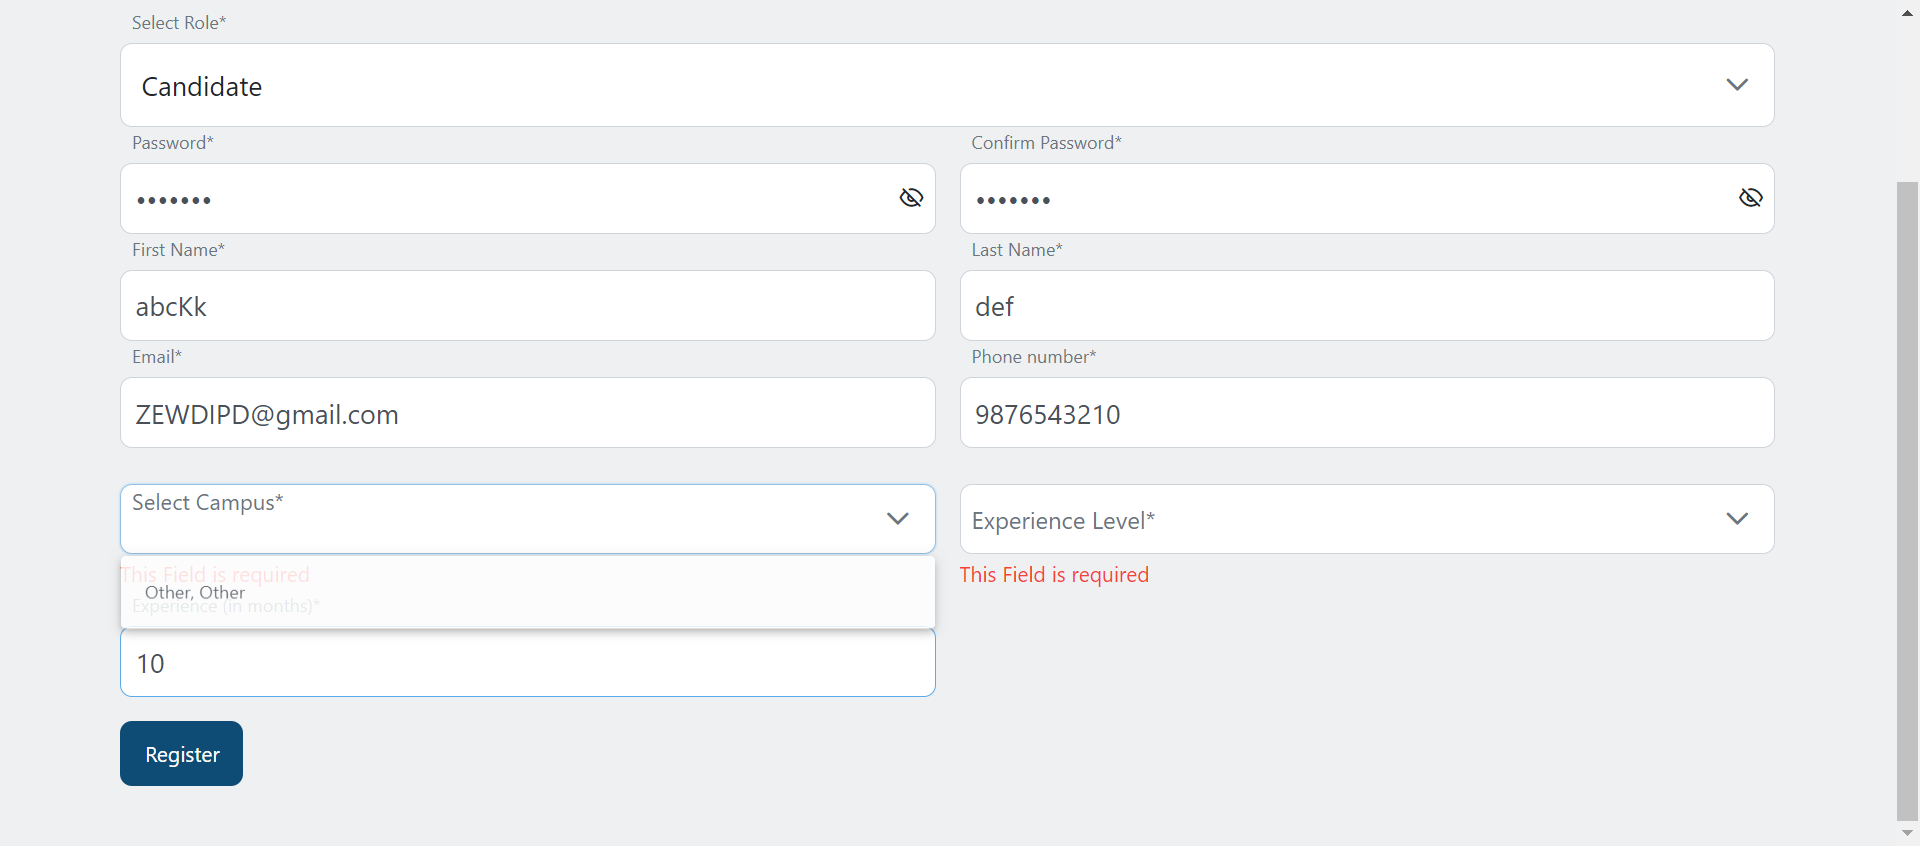 Select Role*
Candidate
Password*
Confirm Password*
•••••••
•••••••
First Name*
Last Name*
abcKk
def
Email*
Phone number*
ZEWDIPD@gmail.com
9876543210
Select Campus*
Experience Level*
This Field is required
This Field is required
Other, Other
Experience (in months)*
10
Register